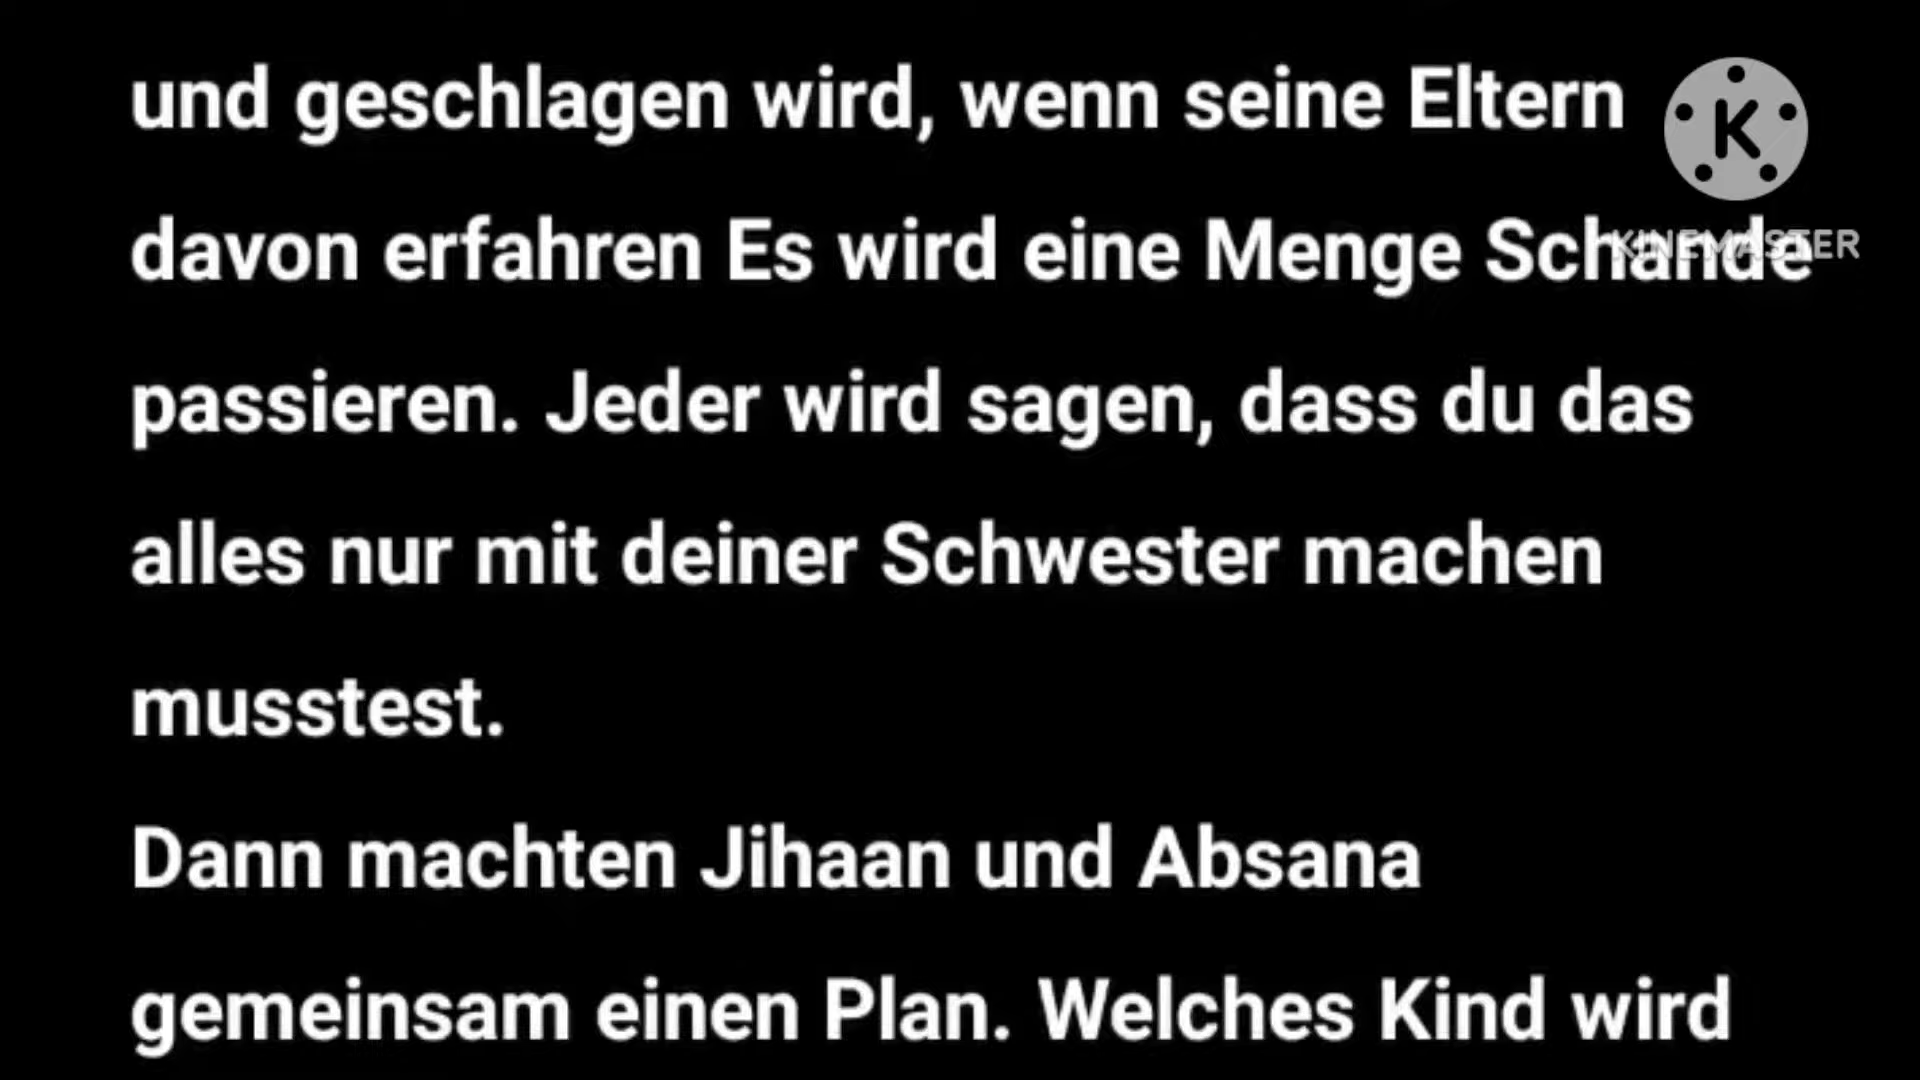 und geschlagen wird, wenn seine Eltern
K
davon erfahren Es wird eine Menge Schande
KINEMASTER
passieren. Jeder wird sagen, dass du das
alles nur mit deiner Schwester machen
musstest.
Dann machten Jihaan und Absana
gemeinsam einen Plan. Welches Kind wird